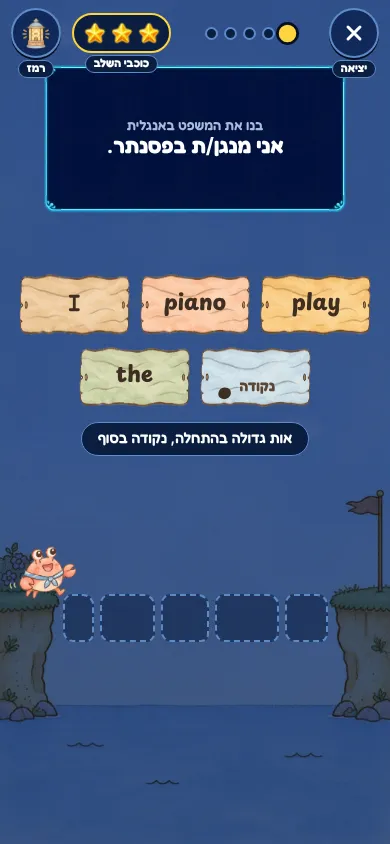 רמז
כוכבי השלב
יציאה
בנו את המשפט באנגלית
אני מנגן/ת בפסנתר.
I
piano
play
the
נקודה
אות גדולה בהתחלה, נקודה בסוף